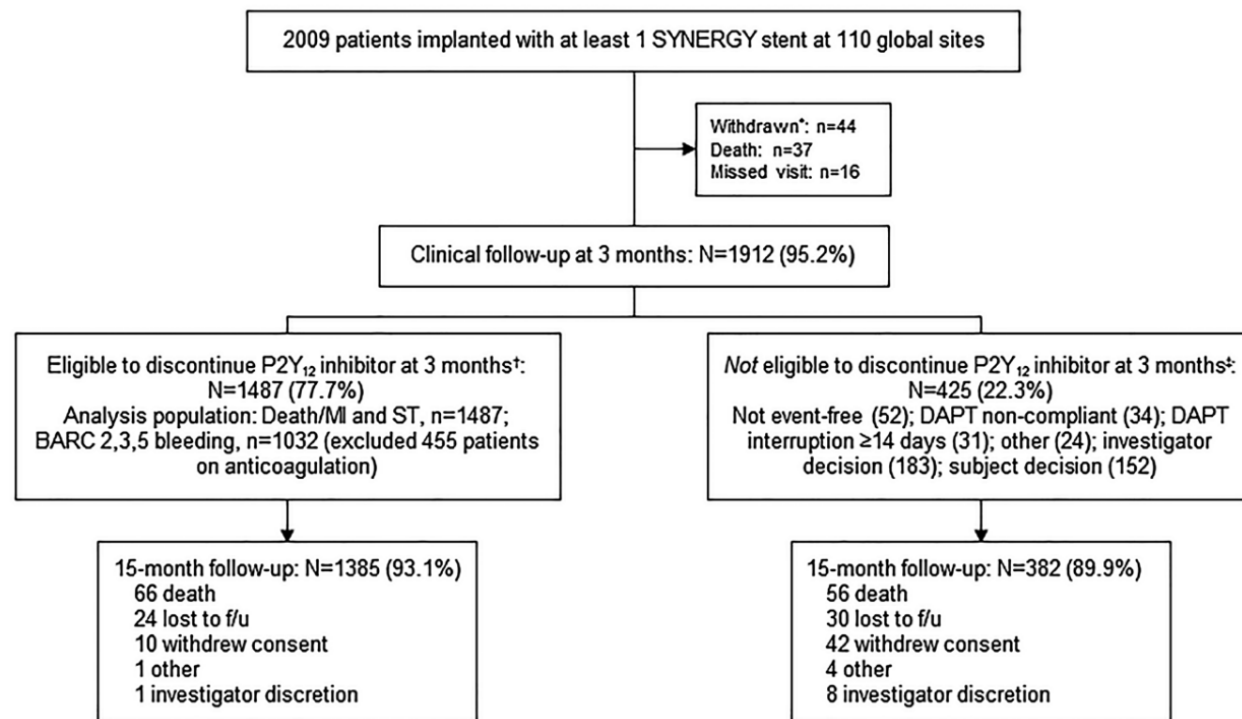 2009 patients implanted with at least 1 SYNERGY stent at 110 global sites
Withdrawn*: n=44
Death: n=37
Missed visit: n=16
Clinical follow-up at 3 months: N=1912 (95.2%)
Eligible to discontinue P2Y₁₂ inhibitor at 3 months†:
N=1487 (77.7%)
Analysis population: Death/MI and ST, n=1487;
BARC 2,3,5 bleeding, n=1032 (excluded 455 patients
on anticoagulation)
Not eligible to discontinue P2Y₁₂ inhibitor at 3 months‡:
N=425 (22.3%)
Not event-free (52); DAPT non-compliant (34); DAPT
interruption ≥14 days (31); other (24); investigator
decision (183); subject decision (152)
15-month follow-up: N=1385 (93.1%)
66 death
24 lost to f/u
10 withdrew consent
1 other
1 investigator discretion
15-month follow-up: N=382 (89.9%)
56 death
30 lost to f/u
42 withdrew consent
4 other
8 investigator discretion